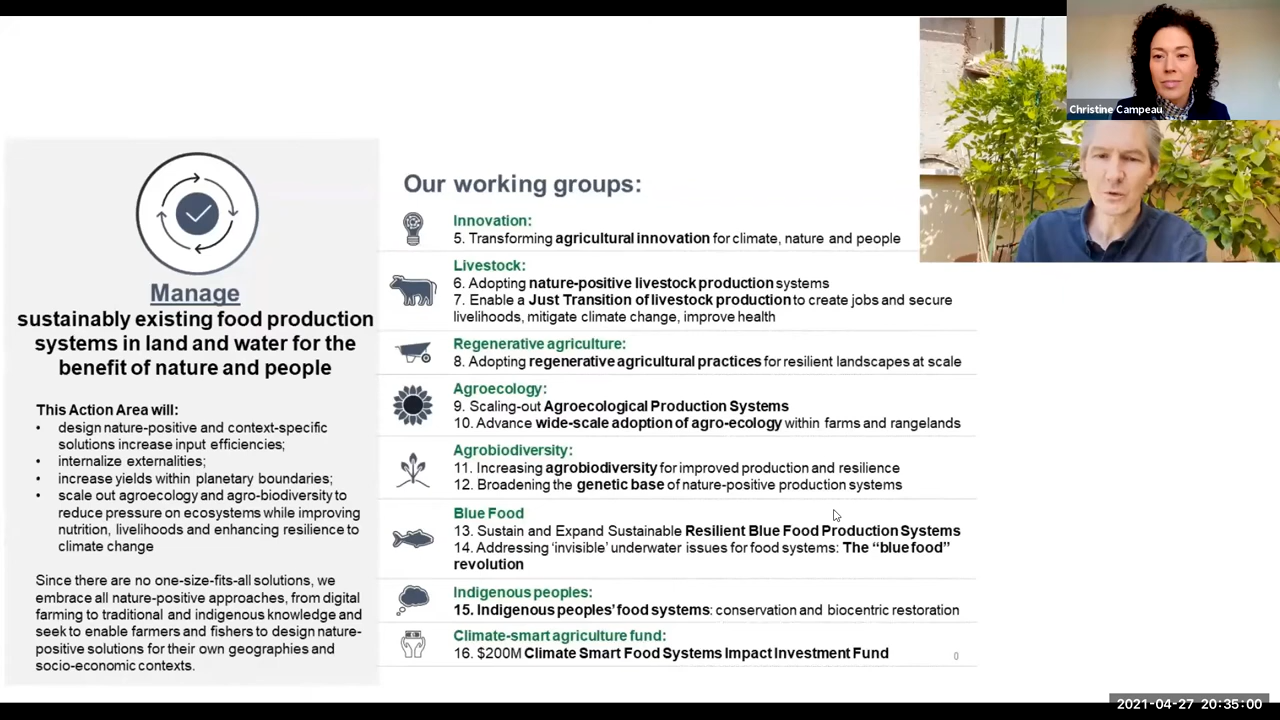 Christine Campeau
Manage
sustainably existing food production
systems in land and water for the
benefit of nature and people
This Action Area will:
• design nature-positive and context-specific
solutions increase input efficiencies;
• internalize externalities;
• increase yields within planetary boundaries;
• scale out agroecology and agro-biodiversity to
reduce pressure on ecosystems while improving
nutrition, livelihoods and enhancing resilience to
climate change
Since there are no one-size-fits-all solutions, we
embrace all nature-positive approaches, from digital
farming to traditional and indigenous knowledge and
seek to enable farmers and fishers to design nature-
positive solutions for their own geographies and
socio-economic contexts.
Our working groups:
Innovation:
5. Transforming agricultural innovation for climate, nature and people
Livestock:
6. Adopting nature-positive livestock production systems
7. Enable a Just Transition of livestock production to create jobs and secure
livelihoods, mitigate climate change, improve health
Regenerative agriculture:
8. Adopting regenerative agricultural practices for resilient landscapes at scale
Agroecology:
9. Scaling-out Agroecological Production Systems
10. Advance wide-scale adoption of agro-ecology within farms and rangelands
Agrobiodiversity:
11. Increasing agrobiodiversity for improved production and resilience
12. Broadening the genetic base of nature-positive production systems
Blue Food
13. Sustain and Expand Sustainable Resilient Blue Food Production Systems
14. Addressing ‘invisible’ underwater issues for food systems: The “blue food”
revolution
Indigenous peoples:
15. Indigenous peoples’ food systems: conservation and biocentric restoration
Climate-smart agriculture fund:
16. $200M Climate Smart Food Systems Impact Investment Fund
0
2021-04-27 20:35:00